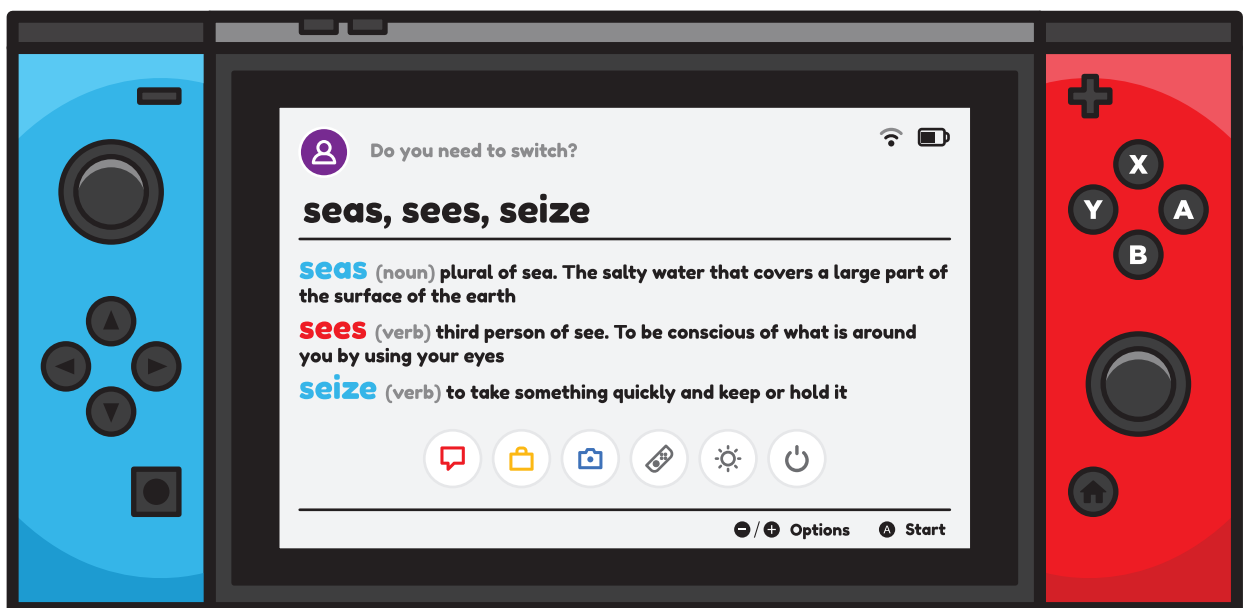 Do you need to switch?
seas, sees, seize
seas (noun) plural of sea. The salty water that covers a large part of
the surface of the earth
sees (verb) third person of see. To be conscious of what is around
you by using your eyes
seize (verb) to take something quickly and keep or hold it
X
Y A
B
-/+ Options A Start